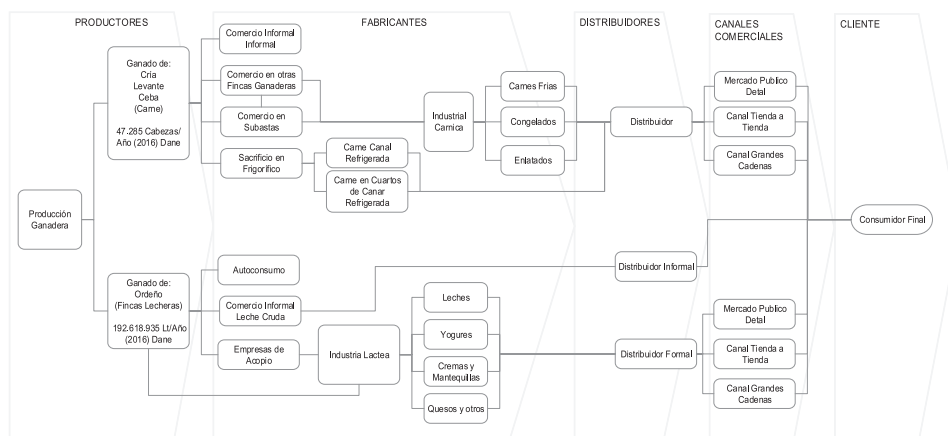 PRODUCTORES
FABRICANTES
DISTRIBUIDORES
CANALES
COMERCÍALES
CLIENTE
Producción
Ganadera
Ganado de:
Cria
Levante
Ceba
(Carne)
47.285 Cabezas/
Año (2016) Dane
Comercio Informal
Informal
Comercio en otras
Fincas Ganaderas
Comercio en
Subastas
Sacrificio en
Frigorífico
Carne Canal
Refrigerada
Carne en Cuartos
de Canar
Refrigerada
Industrial
Carnica
Carnes Frias
Congelados
Enlatados
Distribuidor
Mercado Publico
Detal
Canal Tienda a
Tienda
Canal Grandes
Cadenas
Consumidor Final
Ganado de:
Ordeño
(Fincas Lecheras)
192.618.935 Lt/Año
(2016) Dane
Autoconsumo
Comercio Informal
Leche Cruda
Empresas de
Acopio
Industria Lactea
Leches
Yogures
Cremas y
Mantequillas
Quesos y otros
Distribuidor Informal
Distribuidor Formal
Mercado Publico
Detal
Canal Tienda a
Tienda
Canal Grandes
Cadenas